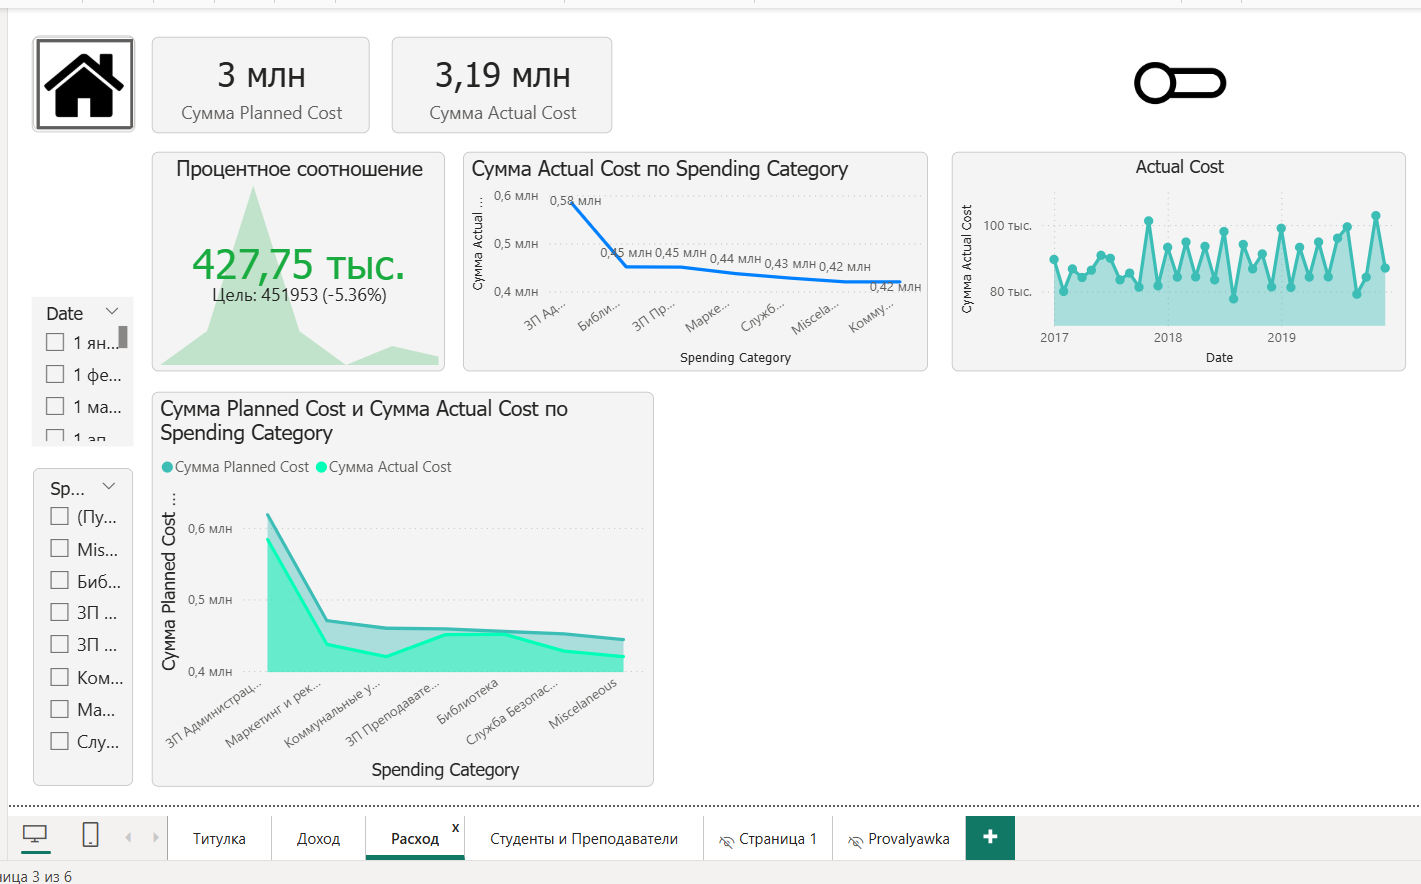 3 млн
Сумма Planned Cost
3,19 млн
Сумма Actual Cost
Процентное соотношение
427,75 тыс.
Цель: 451953 (-5.36%)
Сумма Actual Cost по Spending Category
Сумма Actual ...
0,6 млн
0,5 млн
0,4 млн
0,58 млн
0,45 млн
0,45 млн
0,44 млн
0,43 млн
0,42 млн
0,42 млн
ЗП Ад...
Библи...
ЗП Пр...
Марке...
Служб...
Miscela...
Комму...
Spending Category
Actual Cost
Сумма Actual Cost
100 тыс.
80 тыс.
2017
2018
2019
Date
Date
1 ян...
1 фе...
1 ма...
1 ап...
Sp...
(Пу...
Mis...
Биб...
ЗП ...
ЗП ...
Ком...
Ма...
Слу...
Сумма Planned Cost и Сумма Actual Cost по
Spending Category
Сумма Planned Cost
Сумма Actual Cost
Сумма Planned Cost ...
0,6 млн
0,5 млн
0,4 млн
ЗП Администрац...
Маркетинг и рек...
Коммунальные у...
ЗП Преподавате...
Библиотека
Служба Безопас...
Miscelaneous
Spending Category
Титулка
Доход
Расход
x
Студенты и Преподаватели
Страница 1
Provalyawka
+
ница 3 из 6